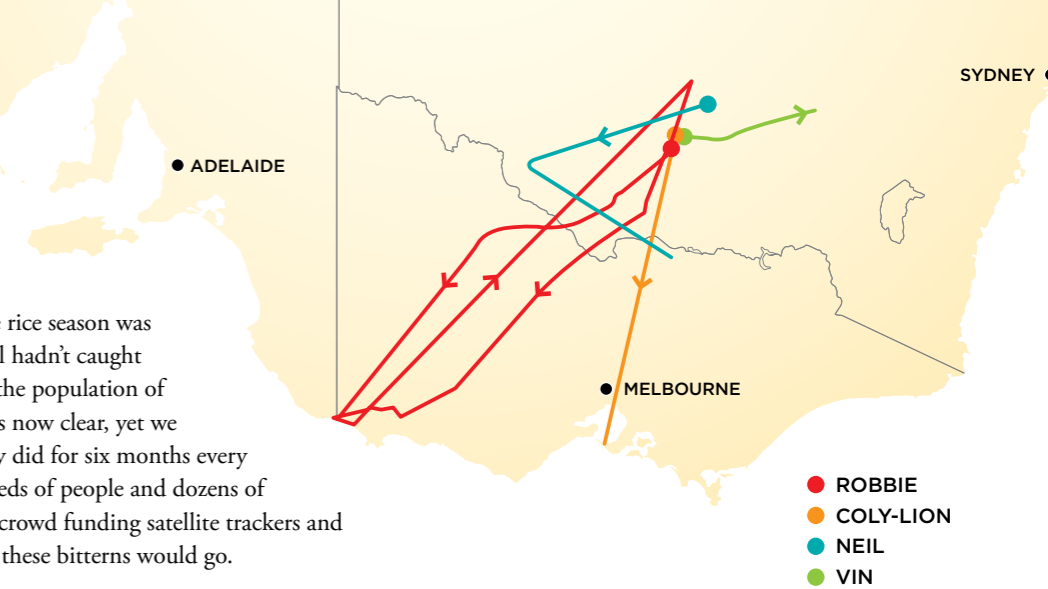 SYDNEY
ADELAIDE
rice season was
hadn’t caught
the population of
now clear, yet we
did for six months every
of people and dozens of
crowd funding satellite trackers and
these bitterns would go.
MELBOURNE
ROBBIE
COLY-LION
NEIL
VIN